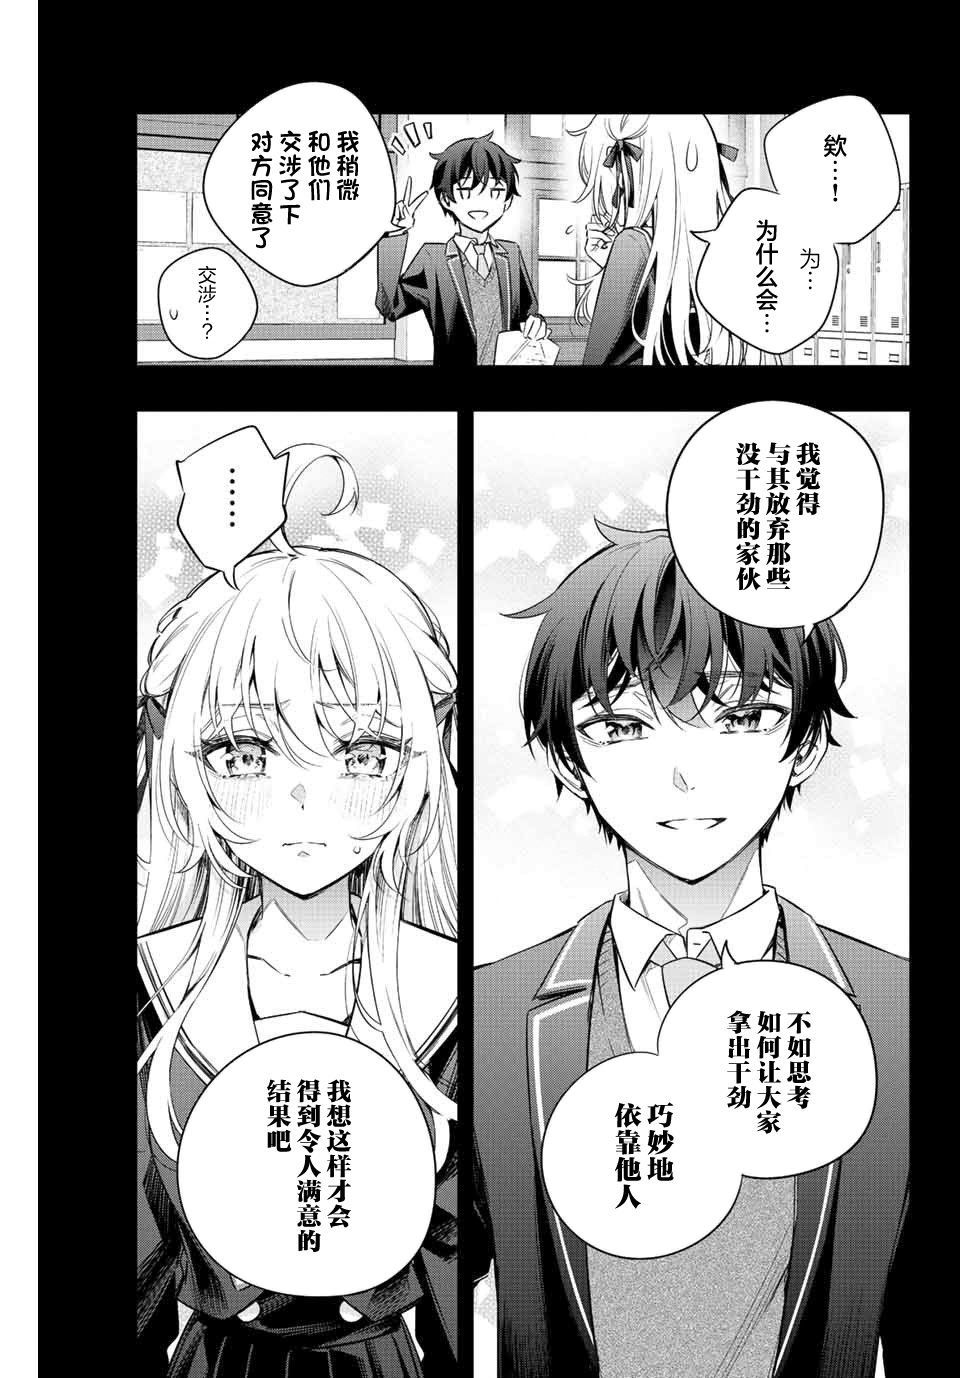 欸…！
为…
为什么会…
我稍微
和他们
交涉了下
对方同意了
交涉…？
我觉得
与其放弃那些
没干劲的家伙
不如思考
如何让大家
拿出干劲
巧妙地
依靠他人
……
我想这样才会
得到令人满意的
结果吧